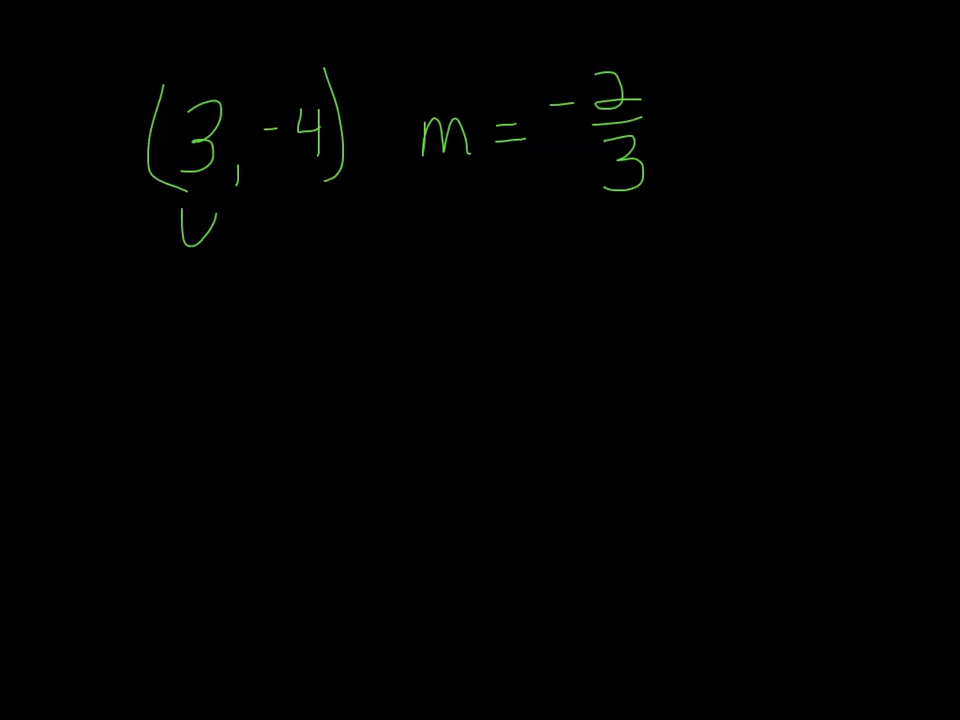 (3, -4) m = -2/3